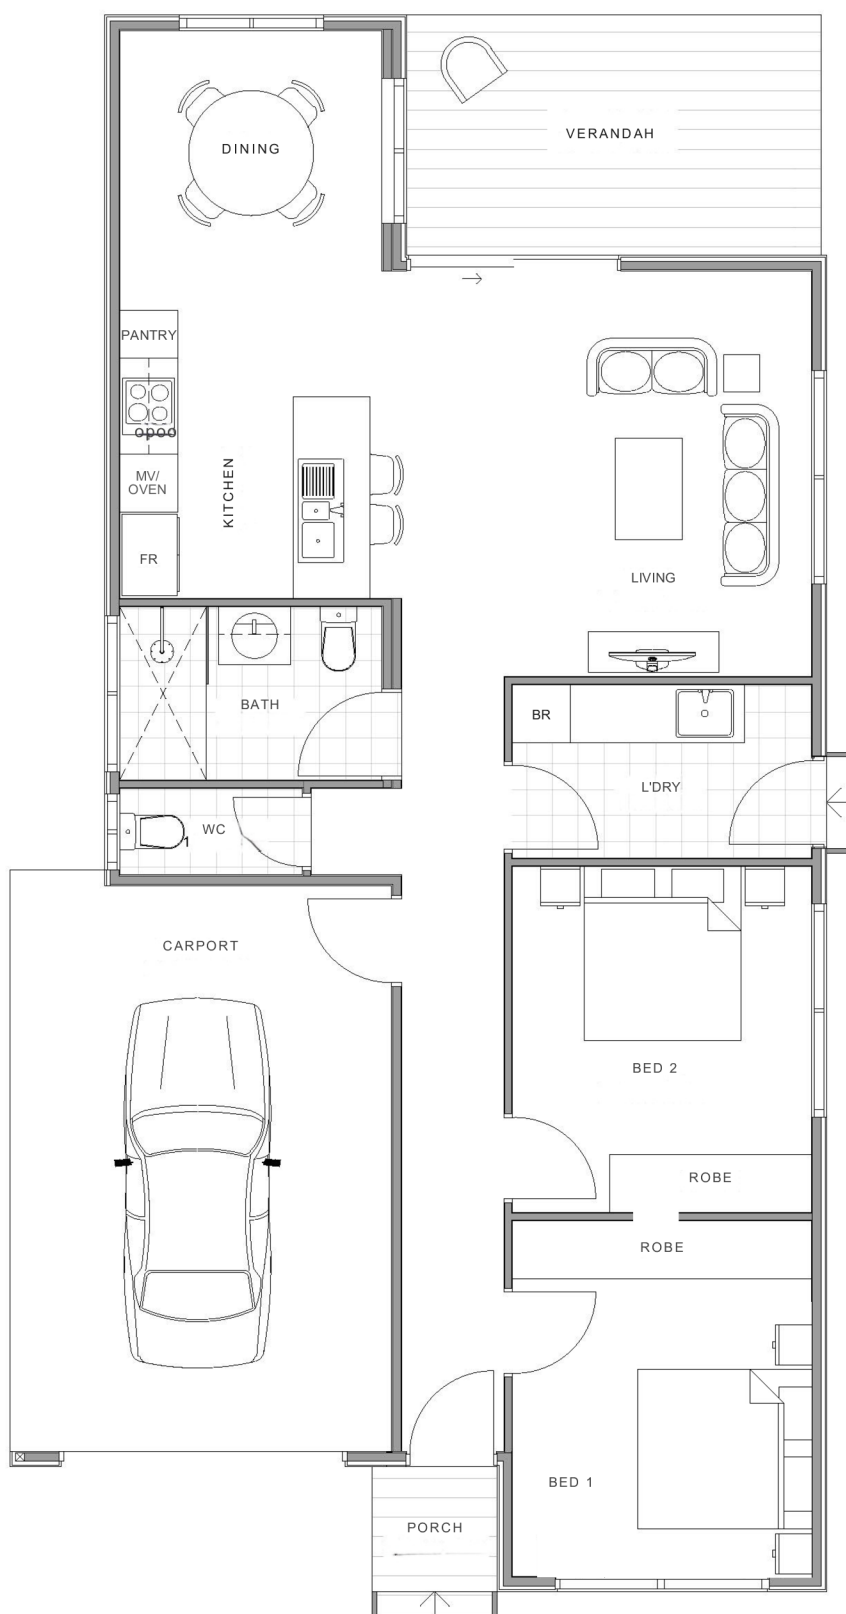 DINING
VERANDAH
PANTRY
MV/
OVEN
FR
KITCHEN
LIVING
BATH
BR
L'DRY
WC
1
CARPORT
BED 2
ROBE
ROBE
BED 1
PORCH